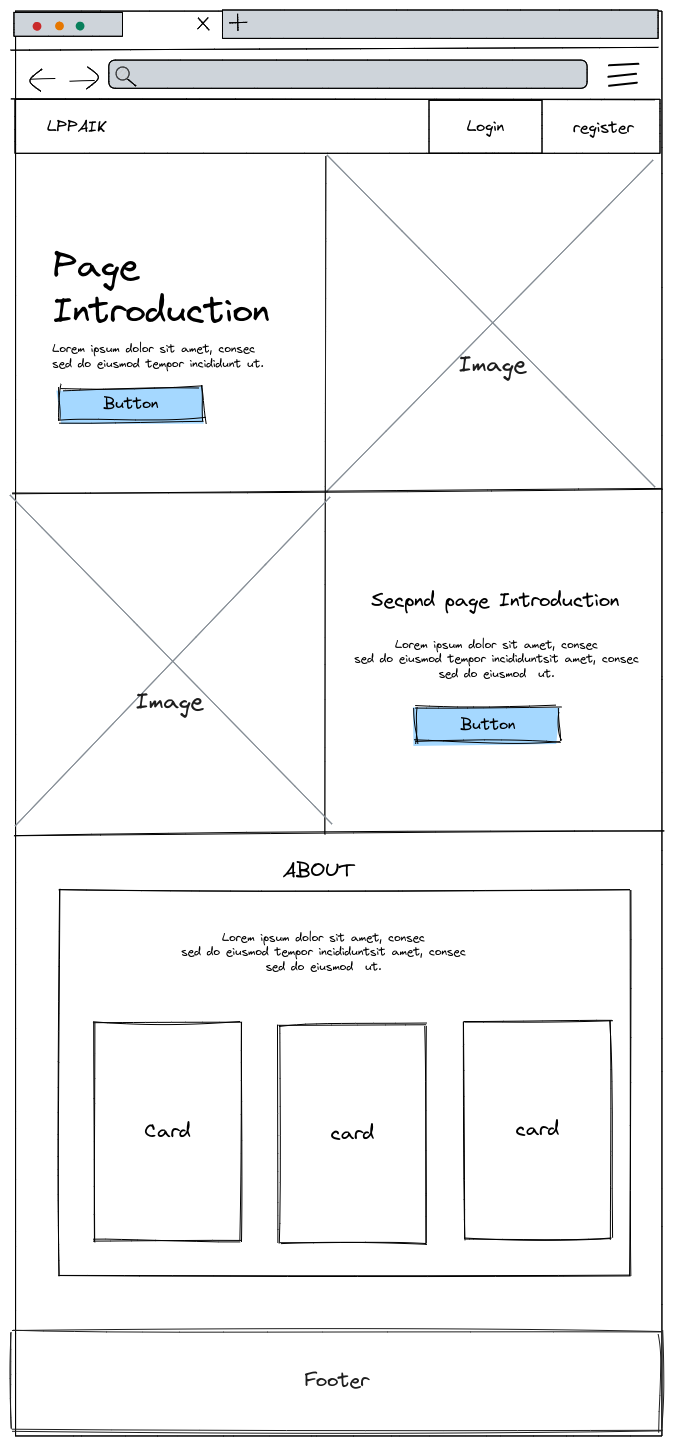 LPPAIK
Login
register
Page
Introduction
Lorem ipsum dolor sit amet, consec
sed do eiusmod tempor incididunt ut.
Button
Image
Image
Secpnd page Introduction
Lorem ipsum dolor sit amet, consec
sed do eiusmod tempor incididuntsit amet, consec
sed do eiusmod ut.
Button
ABOUT
Lorem ipsum dolor sit amet, consec
sed do eiusmod tempor incididuntsit amet, consec
sed do eiusmod ut.
Card
card
card
Footer